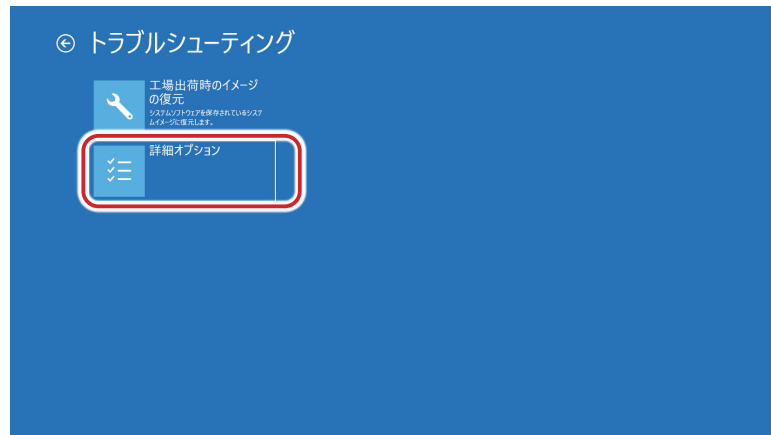 トラブルシューティング
工場出荷時のイメージ
の復元
システムソフトウェアを保存されているシステ
ムイメージに復元します。
詳細オプション